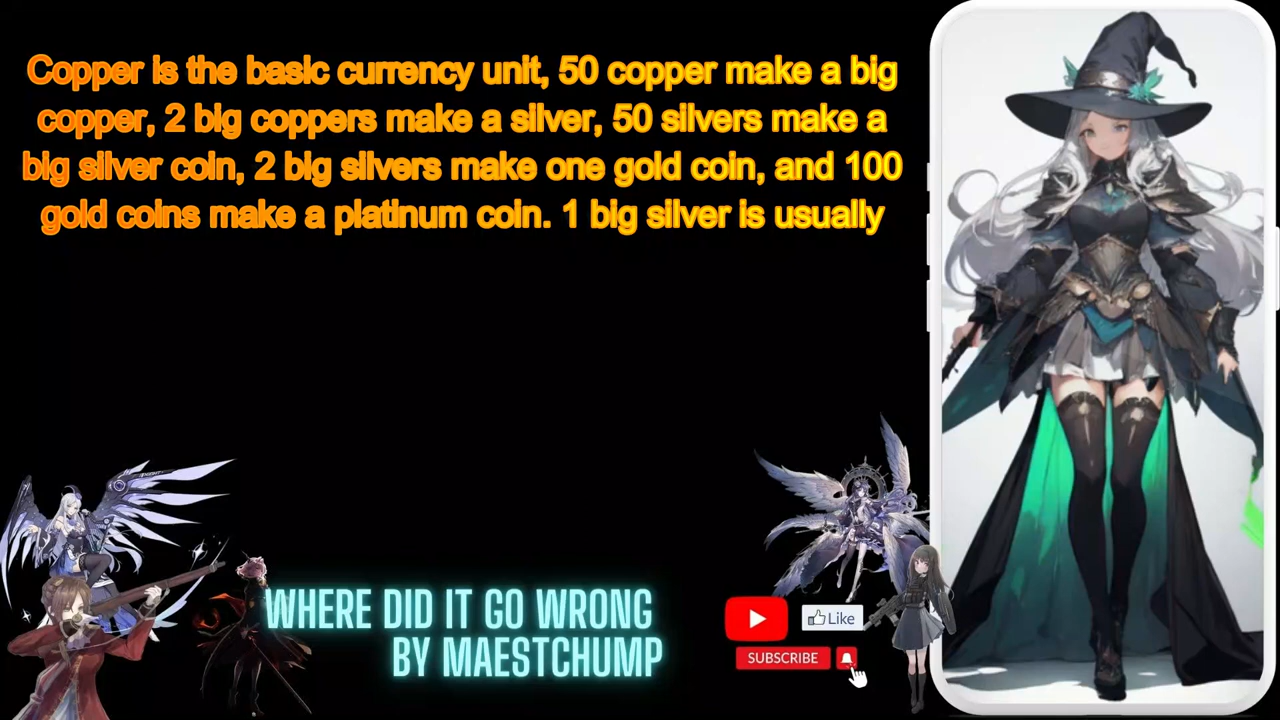 Copper is the basic currency unit, 50 copper make a big
copper, 2 big coppers make a silver, 50 silvers make a
big silver coin, 2 big silvers make one gold coin, and 100
gold coins make a platinum coin. 1 big silver is usually
WHERE DID IT GO WRONG
BY MAESTCHUMP
Like
SUBSCRIBE